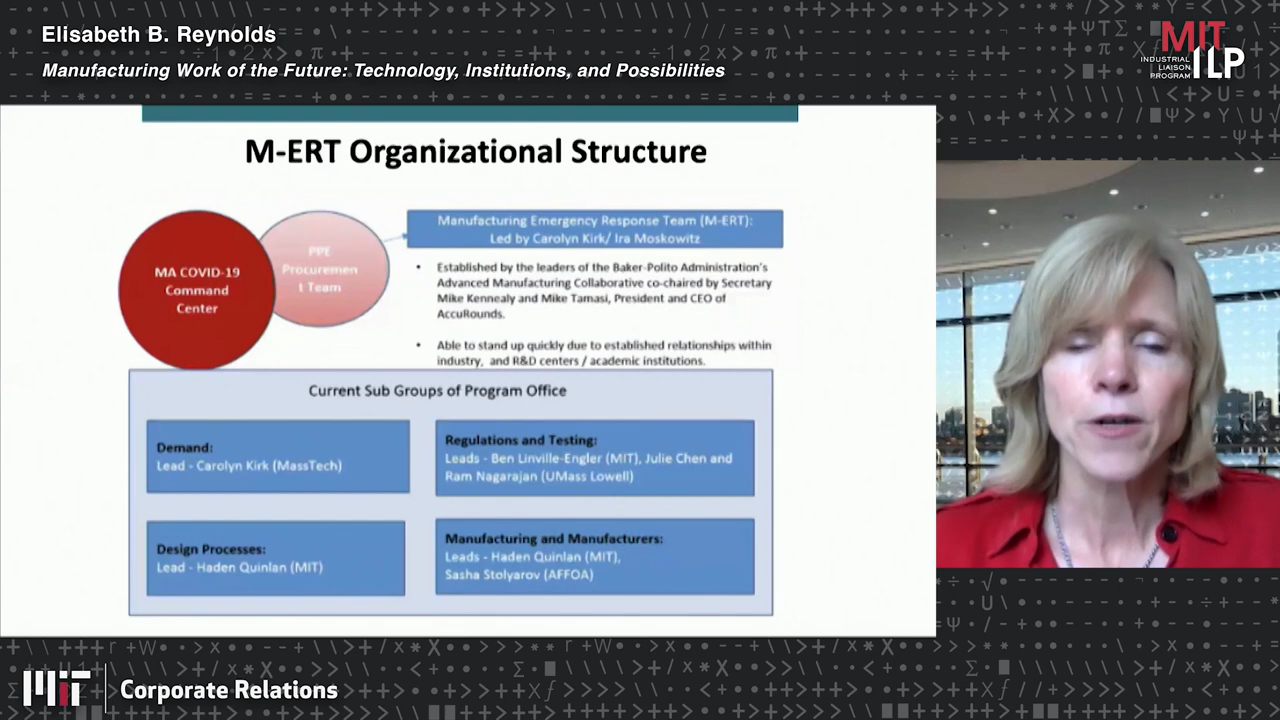 Elisabeth B. Reynolds
Manufacturing Work of the Future: Technology, Institutions, and Possibilities
MIT
INDUSTRIAL
LIAISON
PROGRAM
ILP
M-ERT Organizational Structure
MA COVID-19
Command
Center
PPE
Procuremen
t Team
Manufacturing Emergency Response Team (M-ERT):
Led by Carolyn Kirk/ Ira Moskowitz
• Established by the leaders of the Baker-Polito Administration's
Advanced Manufacturing Collaborative co-chaired by Secretary
Mike Kennealy and Mike Tamasi, President and CEO of
AccuRounds.
• Able to stand up quickly due to established relationships within
industry, and R&D centers / academic institutions.
Current Sub Groups of Program Office
Demand:
Lead - Carolyn Kirk (MassTech)
Regulations and Testing:
Leads - Ben Linville-Engler (MIT), Julie Chen and
Ram Nagarajan (UMass Lowell)
Design Processes:
Lead - Haden Quinlan (MIT)
Manufacturing and Manufacturers:
Leads - Haden Quinlan (MIT),
Sasha Stolyarov (AFFOA)
MIT
Corporate Relations